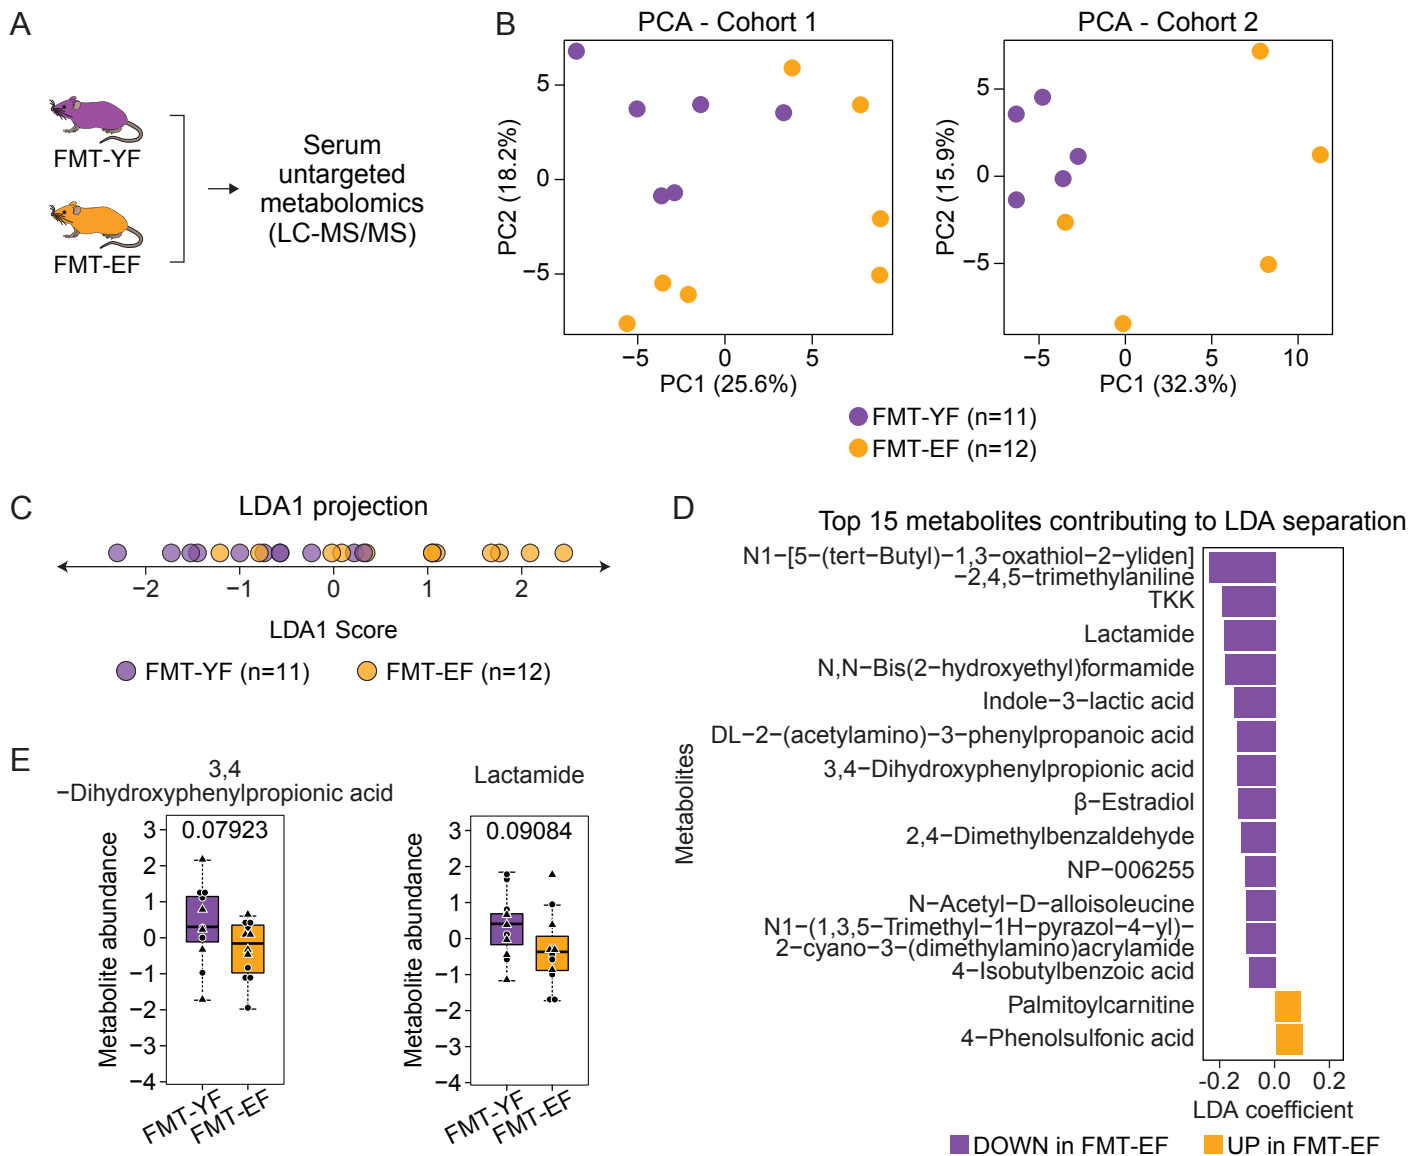 A
FMT-YF
FMT-EF
Serum
untargeted
metabolomics
(LC-MS/MS)
B
PCA - Cohort 1
PC2 (18.2%)
5
0
−5
−5
0
5
PC1 (25.6%)
PCA - Cohort 2
PC2 (15.9%)
5
0
−5
−5
0
5
10
PC1 (32.3%)
FMT-YF (n=11)
FMT-EF (n=12)
C
LDA1 projection
−2
−1
0
1
2
LDA1 Score
FMT-YF (n=11)
FMT-EF (n=12)
D
Top 15 metabolites contributing to LDA separation
Metabolites
N1−[5−(tert−Butyl)−1,3−oxathiol−2−yliden]
−2,4,5−trimethylaniline
TKK
Lactamide
N,N−Bis(2−hydroxyethyl)formamide
Indole−3−lactic acid
DL−2−(acetylamino)−3−phenylpropanoic acid
3,4−Dihydroxyphenylpropionic acid
β−Estradiol
2,4−Dimethylbenzaldehyde
NP−006255
N−Acetyl−D−alloisoleucine
N1−(1,3,5−Trimethyl−1H−pyrazol−4−yl)−
2−cyano−3−(dimethylamino)acrylamide
4−Isobutylbenzoic acid
Palmitoylcarnitine
4−Phenolsulfonic acid
-0.2
0.0
0.2
LDA coefficient
DOWN in FMT-EF
UP in FMT-EF
E
3,4
−Dihydroxyphenylpropionic acid
Metabolite abundance
0.07923
3
2
1
0
−1
−2
−3
−4
FMT-YF
FMT-EF
Lactamide
Metabolite abundance
0.09084
3
2
1
0
−1
−2
−3
−4
FMT-YF
FMT-EF